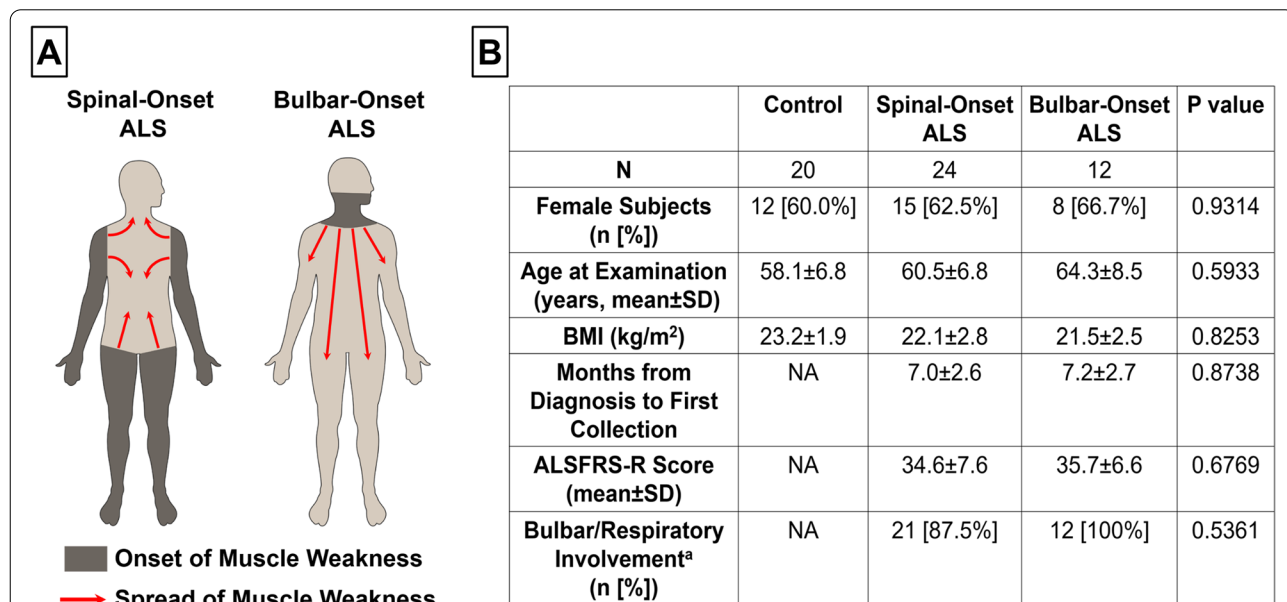 A
Spinal-Onset
ALS
Bulbar-Onset
ALS
Onset of Muscle Weakness
Spread of Muscle Weakness
B
Control
Spinal-Onset
ALS
Bulbar-Onset
ALS
P value
N
20
24
12
Female Subjects
(n [%])
12 [60.0%]
15 [62.5%]
8 [66.7%]
0.9314
Age at Examination
(years, mean±SD)
58.1±6.8
60.5±6.8
64.3±8.5
0.5933
BMI (kg/m²)
23.2±1.9
22.1±2.8
21.5±2.5
0.8253
Months from
Diagnosis to First
Collection
NA
7.0±2.6
7.2±2.7
0.8738
ALSFRS-R Score
(mean±SD)
NA
34.6±7.6
35.7±6.6
0.6769
Bulbar/Respiratory
Involvementᵃ
(n [%])
NA
21 [87.5%]
12 [100%]
0.5361